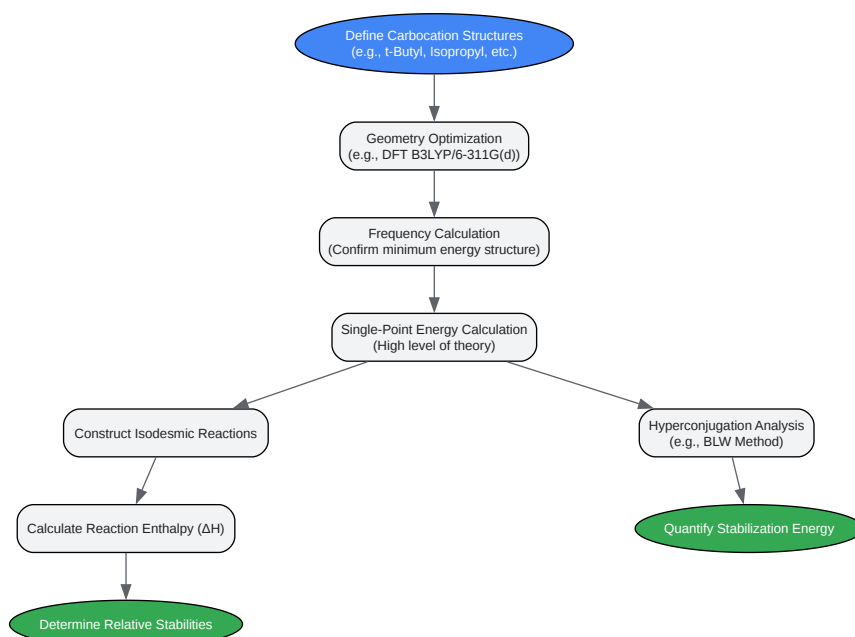 Define Carbocation Structures
(e.g., t-Butyl, Isopropyl, etc.)
Geometry Optimization
(e.g., DFT B3LYP/6-311G(d))
Frequency Calculation
(Confirm minimum energy structure)
Single-Point Energy Calculation
(High level of theory)
Construct Isodesmic Reactions
Hyperconjugation Analysis
(e.g., BLW Method)
Calculate Reaction Enthalpy (ΔH)
Quantify Stabilization Energy
Determine Relative Stabilities